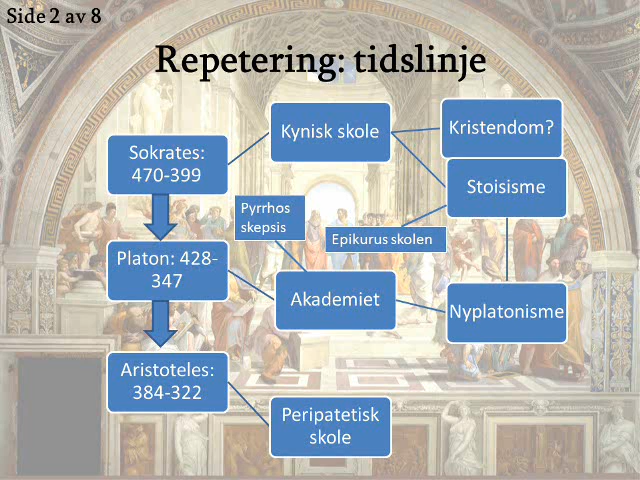 Side 2 av 8
Repetering: tidslinje
Kynisk skole
Kristendom?
Sokrates:
470-399
Stoisisme
Pyrrhos
skepsis
Epikurus skolen
Platon: 428-
347
Akademiet
Nyplatonisme
Aristoteles:
384-322
Peripatetisk
skole